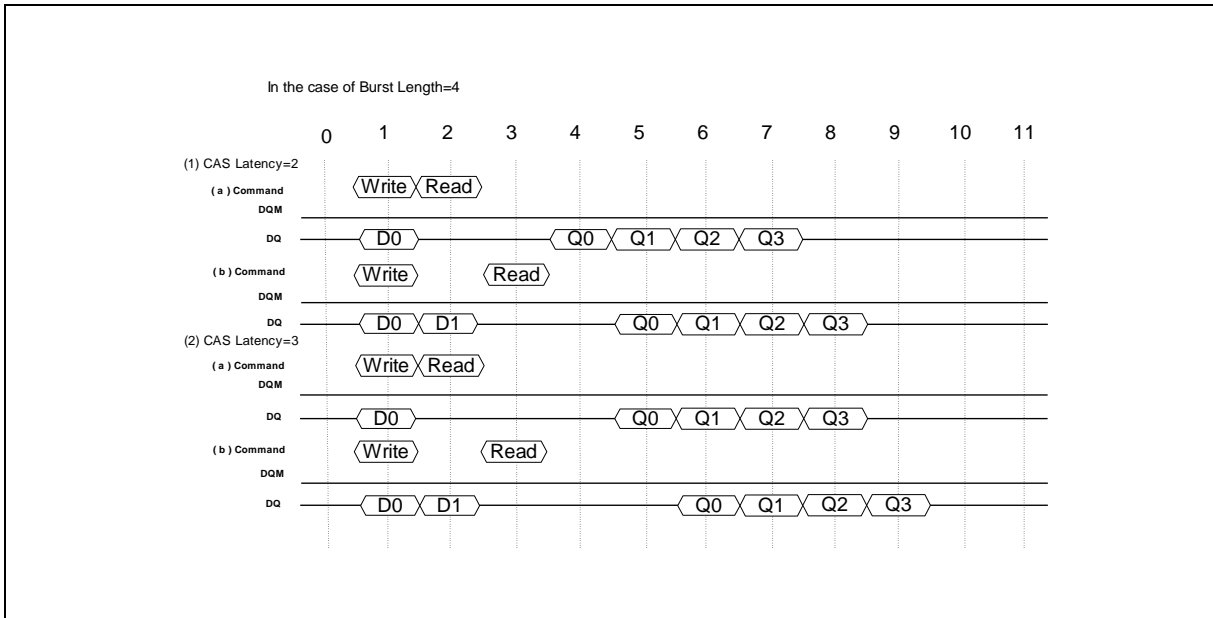 In the case of Burst Length=4
0 1 2 3 4 5 6 7 8 9 10 11
(1) CAS Latency=2
( a ) Command Write Read
DQM
DQ D0 Q0 Q1 Q2 Q3
( b ) Command Write Read
DQM
DQ D0 D1 Q0 Q1 Q2 Q3
(2) CAS Latency=3
( a ) Command Write Read
DQM
DQ D0 Q0 Q1 Q2 Q3
( b ) Command Write Read
DQM
DQ D0 D1 Q0 Q1 Q2 Q3